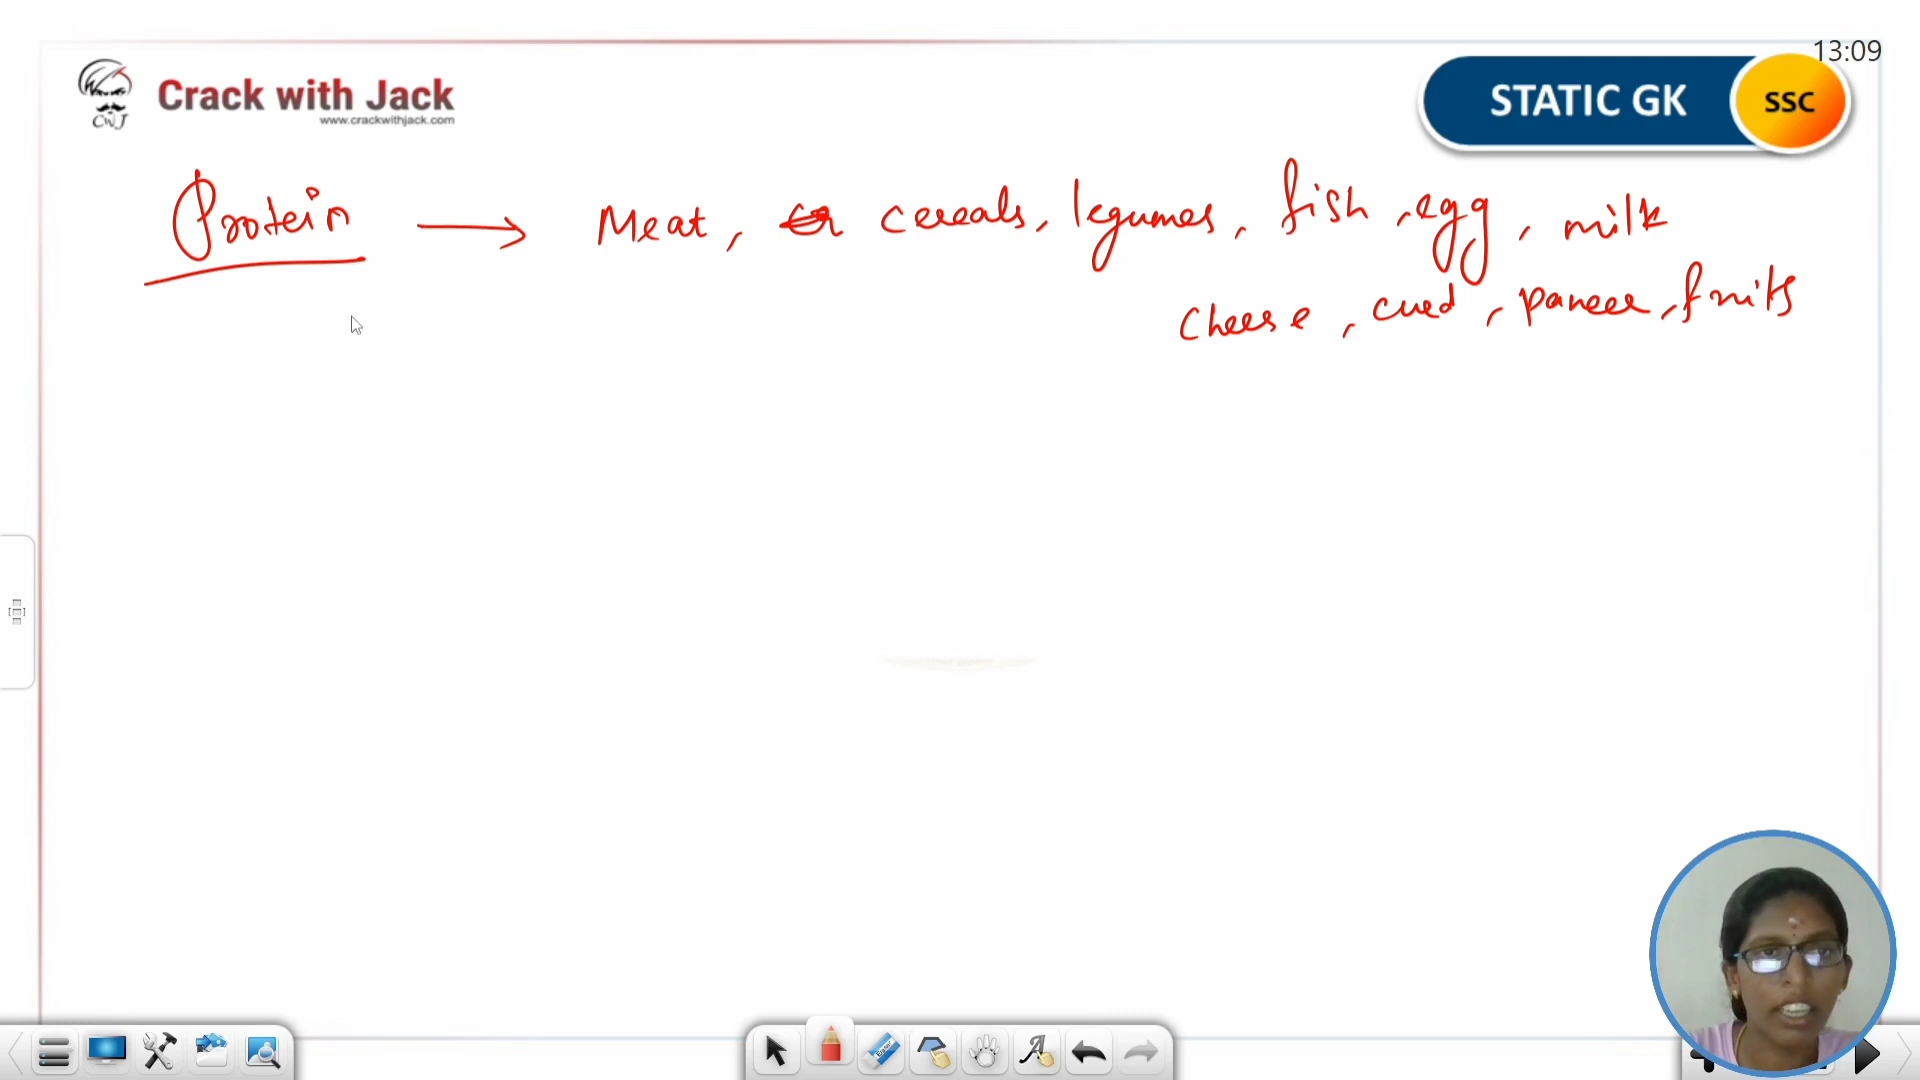 13:09
Crack with Jack
www.crackwithjack.com
CWJ
STATIC GK SSC
Protein → Meat, cereals, legumes, fish, egg, milk
cheese, curd, paneer, fruits